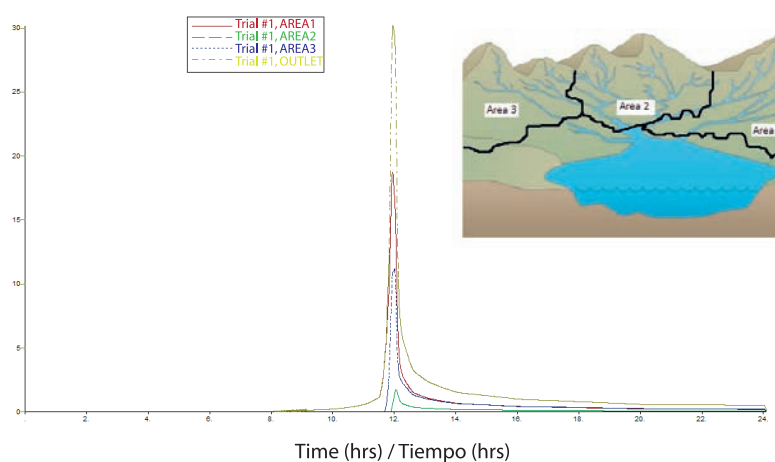 Trial #1, AREA1
Trial #1, AREA2
Trial #1, AREA3
Trial #1, OUTLET
30
25
20
15
10
5
0
Area 3
Area 2
Area
.
2.
4.
6.
8.
10.
12.
14.
16.
18.
20.
22.
24.
Time (hrs) / Tiempo (hrs)